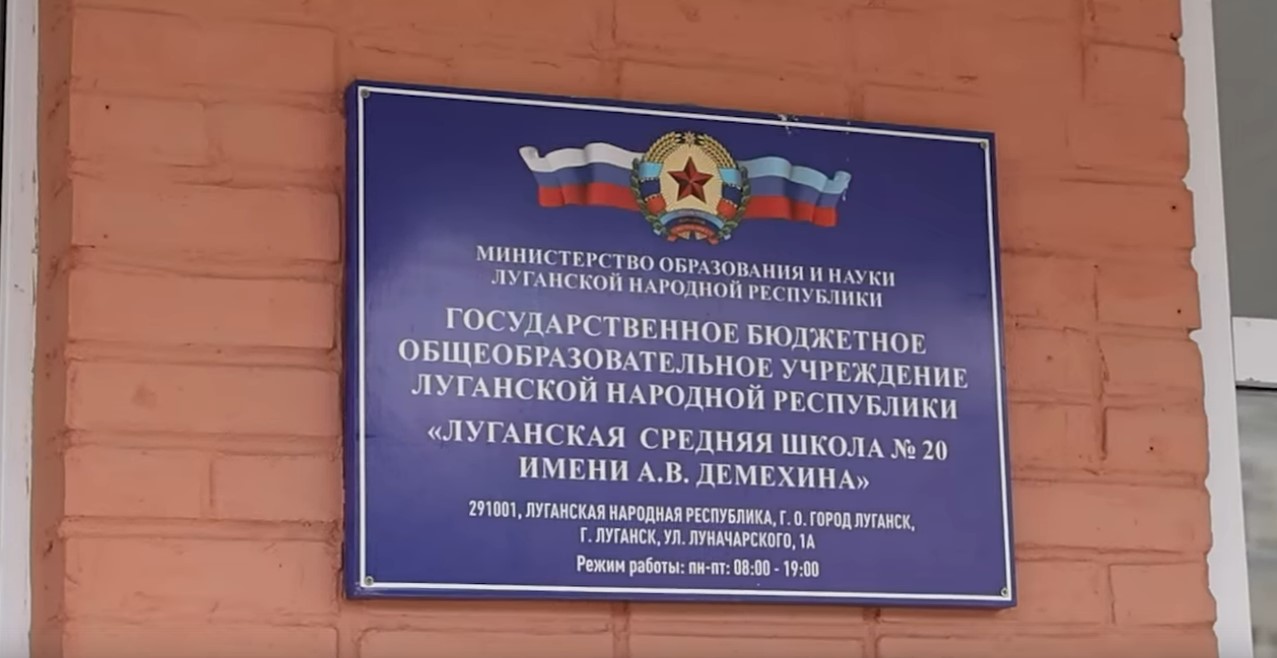 МИНИСТЕРСТВО ОБРАЗОВАНИЯ И НАУКИ
ЛУГАНСКОЙ НАРОДНОЙ РЕСПУБЛИКИ
ГОСУДАРСТВЕННОЕ БЮДЖЕТНОЕ
ОБЩЕОБРАЗОВАТЕЛЬНОЕ УЧРЕЖДЕНИЕ
ЛУГАНСКОЙ НАРОДНОЙ РЕСПУБЛИКИ
«ЛУГАНСКАЯ СРЕДНЯЯ ШКОЛА № 20
ИМЕНИ А.В. ДЕМЕХИНА»
291001, ЛУГАНСКАЯ НАРОДНАЯ РЕСПУБЛИКА, Г. О. ГОРОД ЛУГАНСК,
Г. ЛУГАНСК, УЛ. ЛУНАЧАРСКОГО, 1А
Режим работы: пн-пт: 08:00 - 19:00